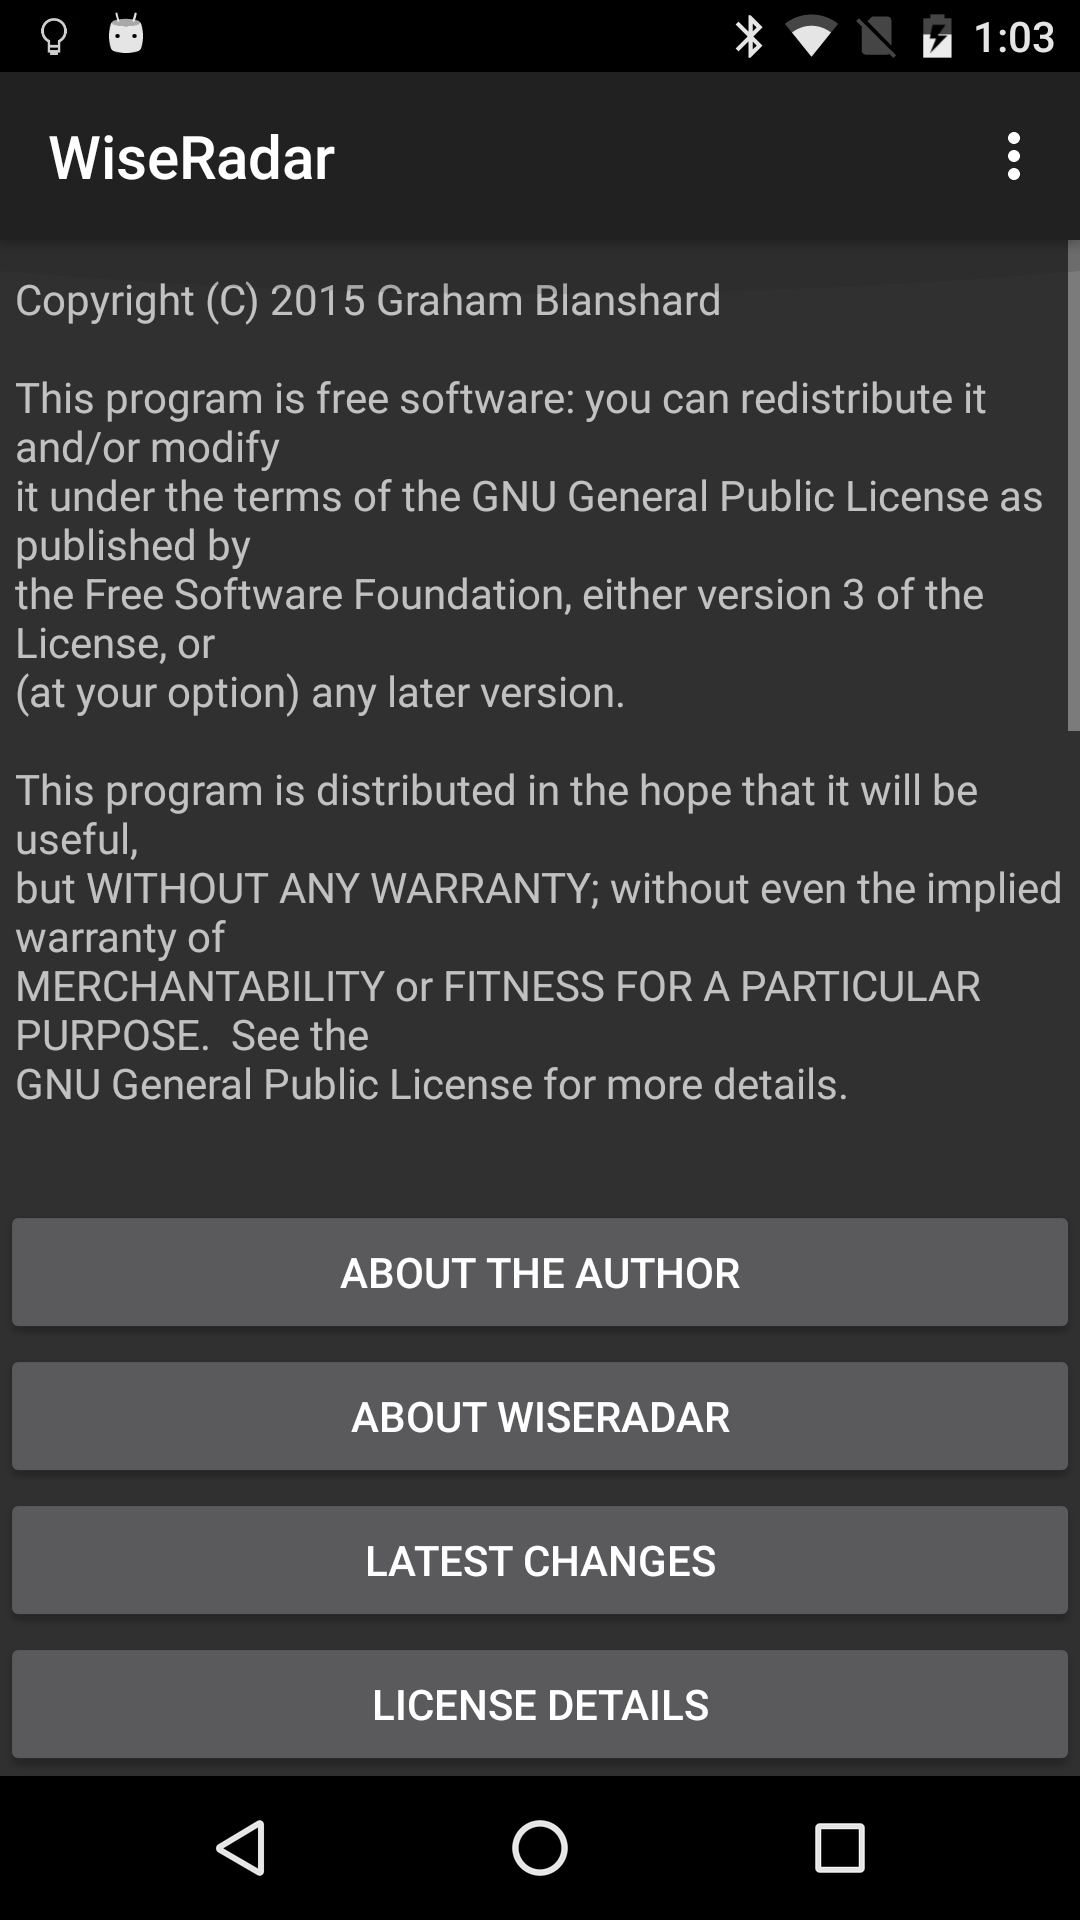 1:03
WiseRadar
Copyright (C) 2015 Graham Blanshard
This program is free software: you can redistribute it
and/or modify
it under the terms of the GNU General Public License as
published by
the Free Software Foundation, either version 3 of the
License, or
(at your option) any later version.
This program is distributed in the hope that it will be
useful,
but WITHOUT ANY WARRANTY; without even the implied
warranty of
MERCHANTABILITY or FITNESS FOR A PARTICULAR
PURPOSE.  See the
GNU General Public License for more details.
ABOUT THE AUTHOR
ABOUT WISERADAR
LATEST CHANGES
LICENSE DETAILS